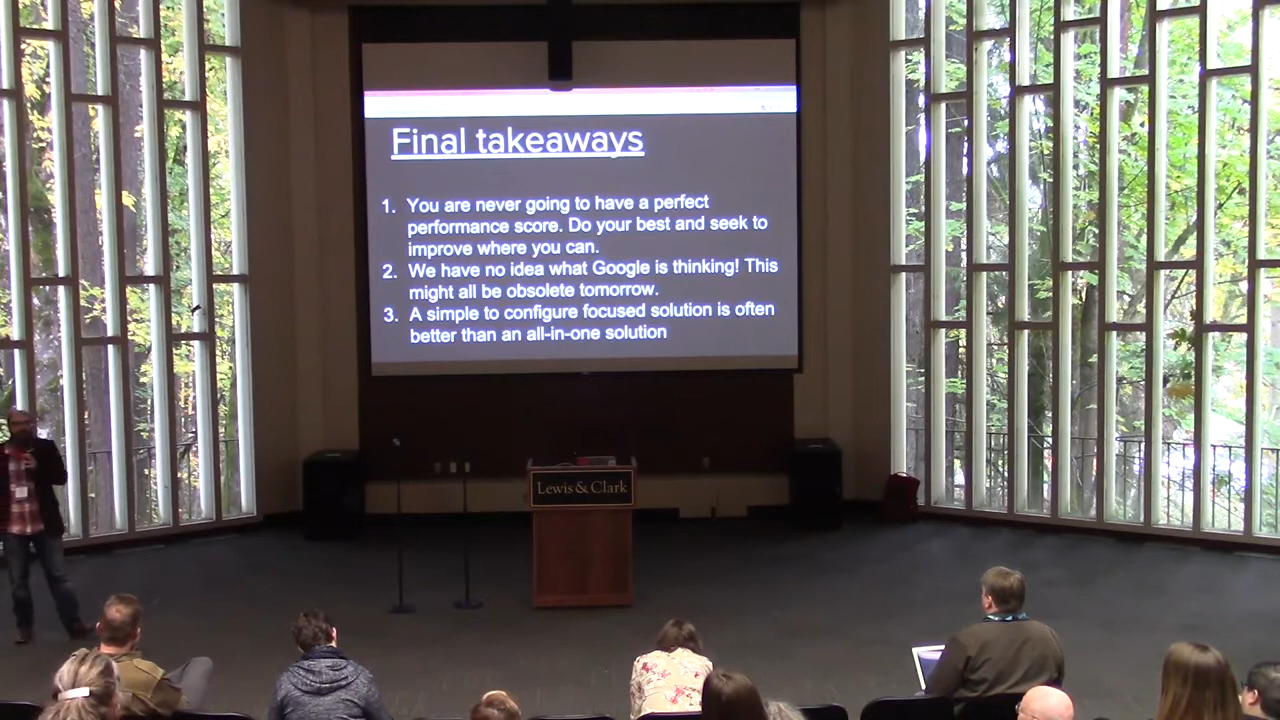 Final takeaways
1. You are never going to have a perfect
performance score. Do your best and seek to
improve where you can.
2. We have no idea what Google is thinking! This
might all be obsolete tomorrow.
3. A simple to configure focused solution is often
better than an all-in-one solution
Lewis & Clark